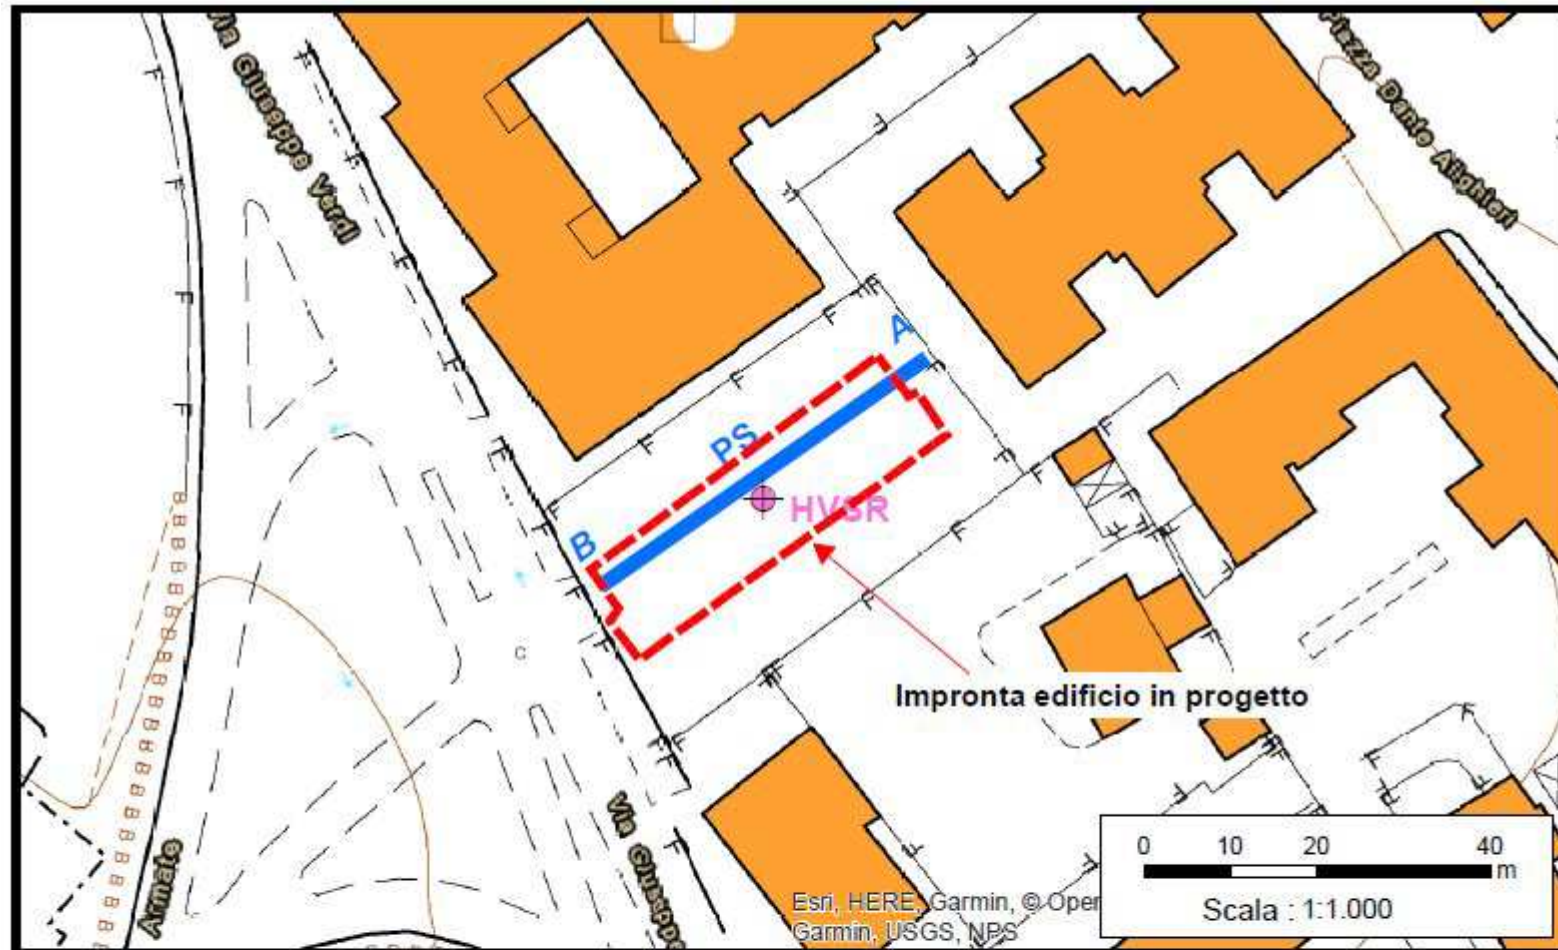 Via Giuseppe Verdi
Piazza Dante Alighieri
A
PS
HVSR
B
C
Impronta edificio in progetto
Via Giuseppe
Armate
0 10 20 40
m
Scala : 1:1.000
Esri, HERE, Garmin, © Oper
Garmin, USGS, NPS